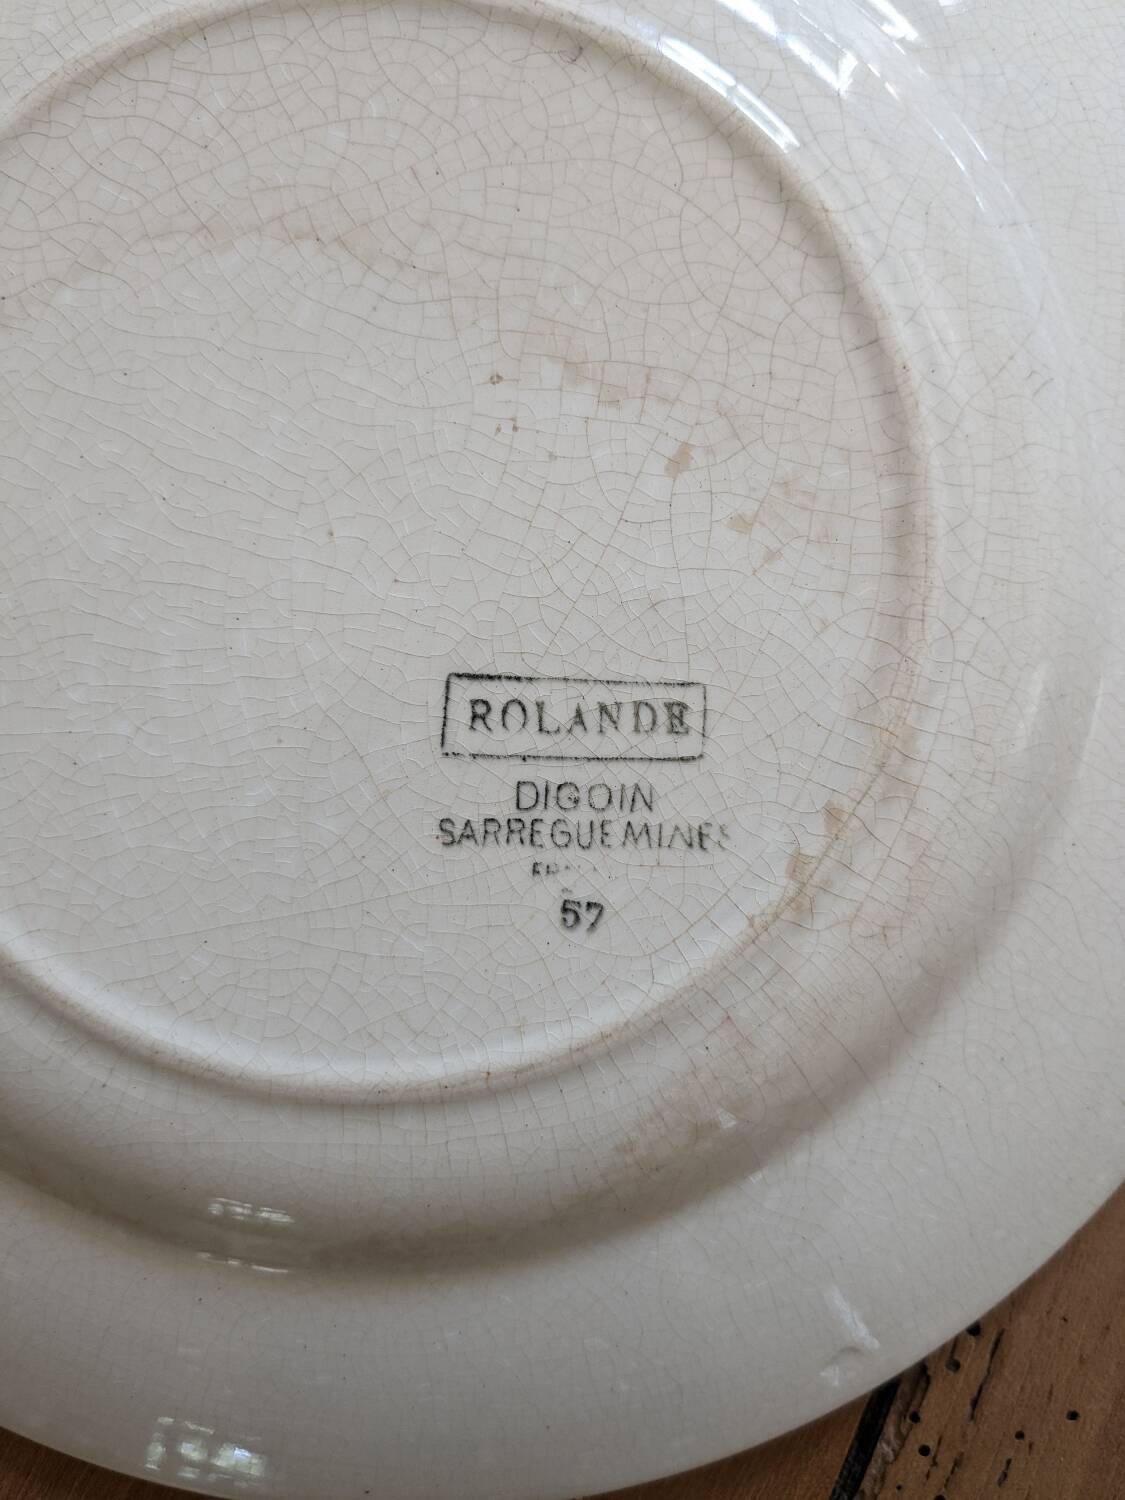 ROLANDE
DIGOIN
SARREGUEMINES
57